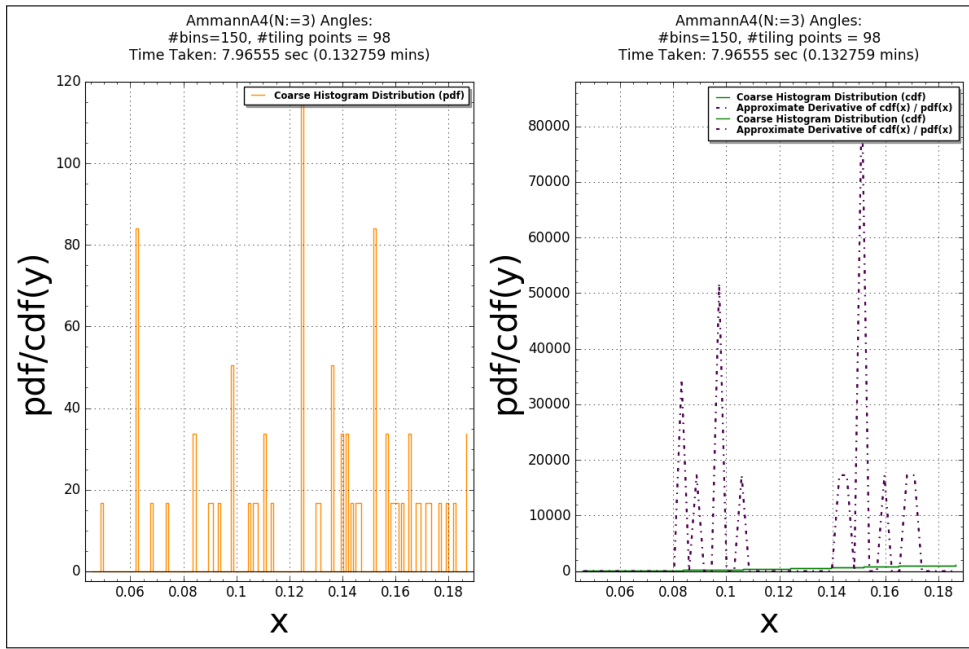 AmmannA4(N:=3) Angles:
#bins=150, #tiling points = 98
Time Taken: 7.96555 sec (0.132759 mins)
120
100
80
60
40
20
0
pdf/cdf(y)
Coarse Histogram Distribution (pdf)
0.06 0.08 0.1 0.12 0.14 0.16 0.18
x
AmmannA4(N:=3) Angles:
#bins=150, #tiling points = 98
Time Taken: 7.96555 sec (0.132759 mins)
80000
70000
60000
50000
40000
30000
20000
10000
0
pdf/cdf(y)
Coarse Histogram Distribution (cdf)
Approximate Derivative of cdf(x) / pdf(x)
Coarse Histogram Distribution (cdf)
Approximate Derivative of cdf(x) / pdf(x)
0.06 0.08 0.1 0.12 0.14 0.16 0.18
x